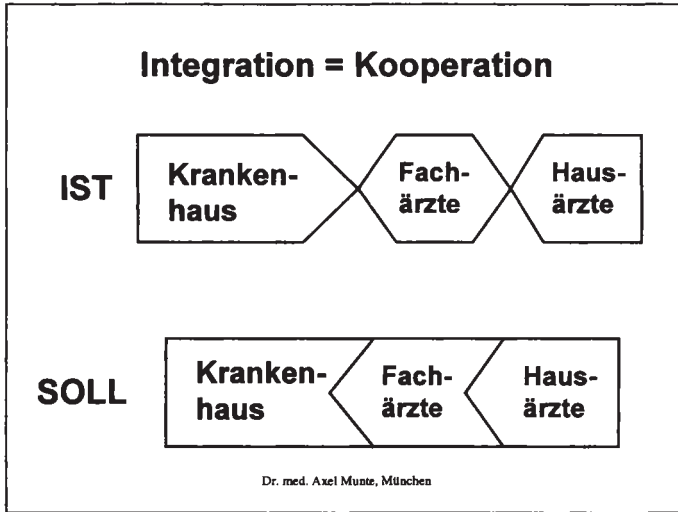 Integration = Kooperation
IST
Kranken-
haus
Fach-
ärzte
Haus-
ärzte
SOLL
Kranken-
haus
Fach-
ärzte
Haus-
ärzte
Dr. med. Axel Munte, München